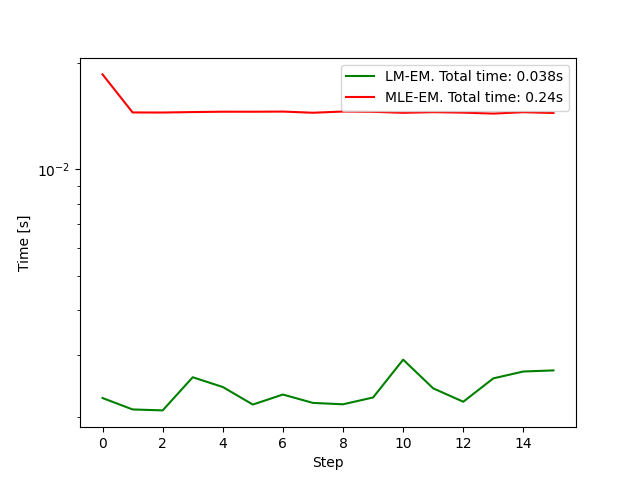 LM-EM. Total time: 0.038s
MLE-EM. Total time: 0.24s
10⁻²
Time [s]
0 2 4 6 8 10 12 14
Step